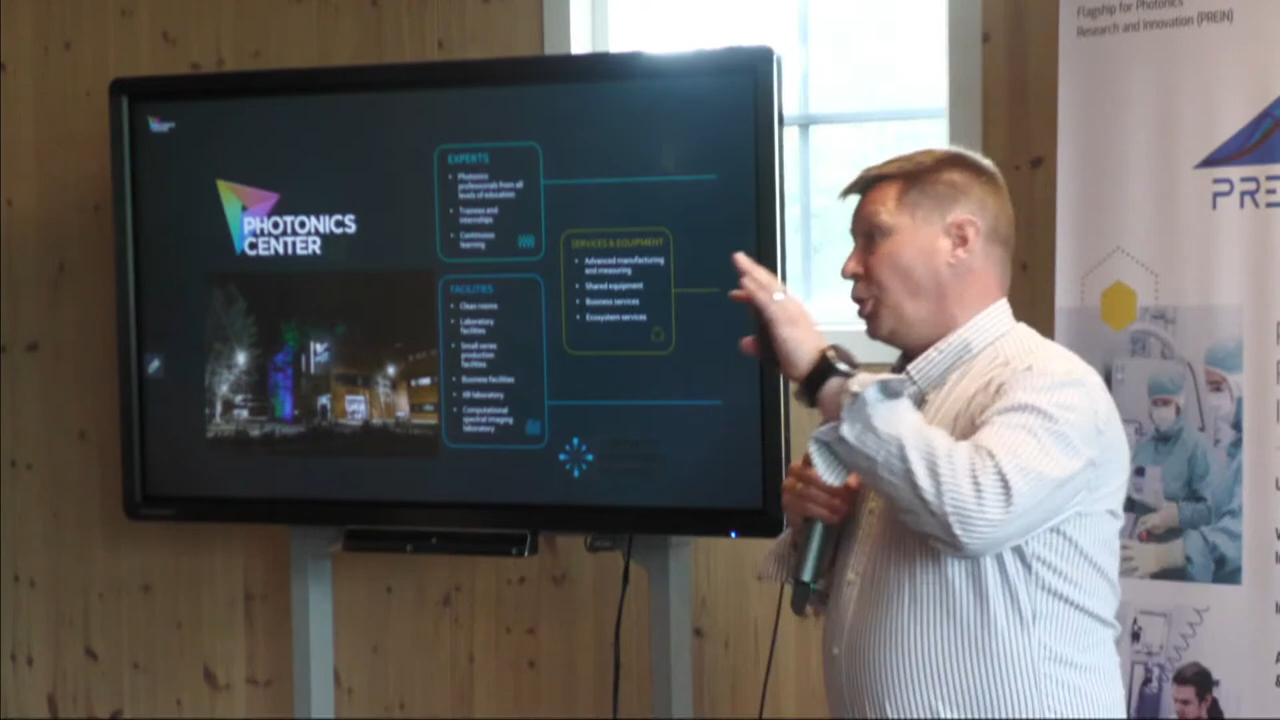 PHOTONICS
CENTER
EXPERTS
• Photonics
professionals from all
levels of education
• Trainees and
internships
• Continuous
learning
FACILITIES
• Clean rooms
• Laboratory
facilities
• Small series
production
facilities
• Business facilities
• XR laboratory
• Computational
spectral imaging
laboratory
SERVICES & EQUIPMENT
• Advanced manufacturing
and measuring
• Shared equipment
• Business services
• Ecosystem services
Flagship for Photonics
Research and Innovation (PREIN)
PRE